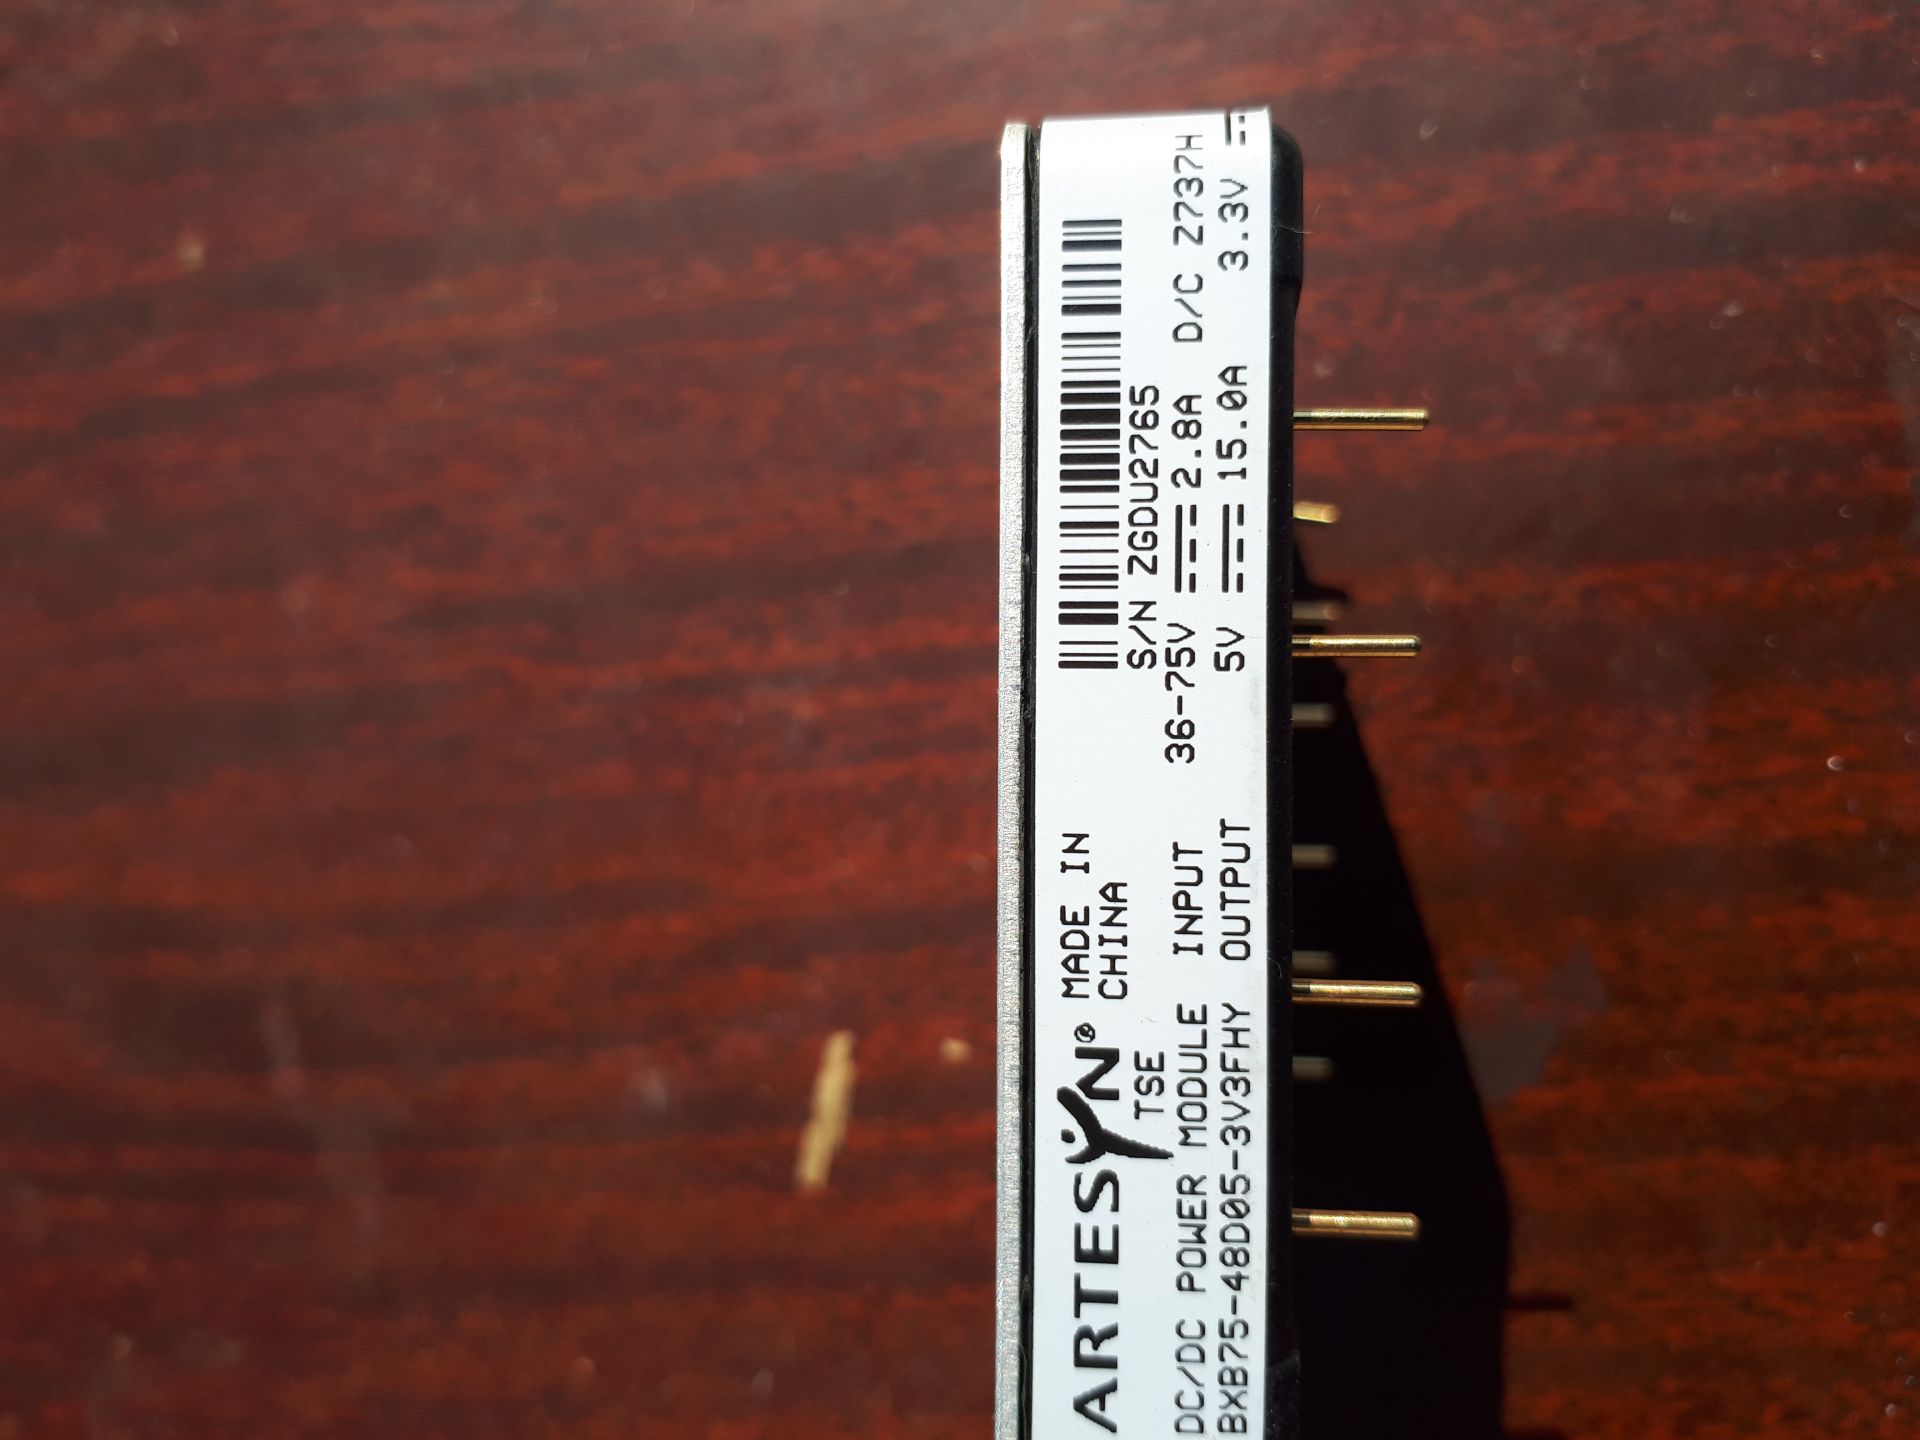 ARTESYN® MADE IN
CHINA
TSE
S/N ZGDU2765
DC/DC POWER MODULE INPUT 36-75V ⎓ 2.8A D/C Z737H
BXB75-48D05-3V3FHY OUTPUT 5V ⎓ 15.0A 3.3V ⎓